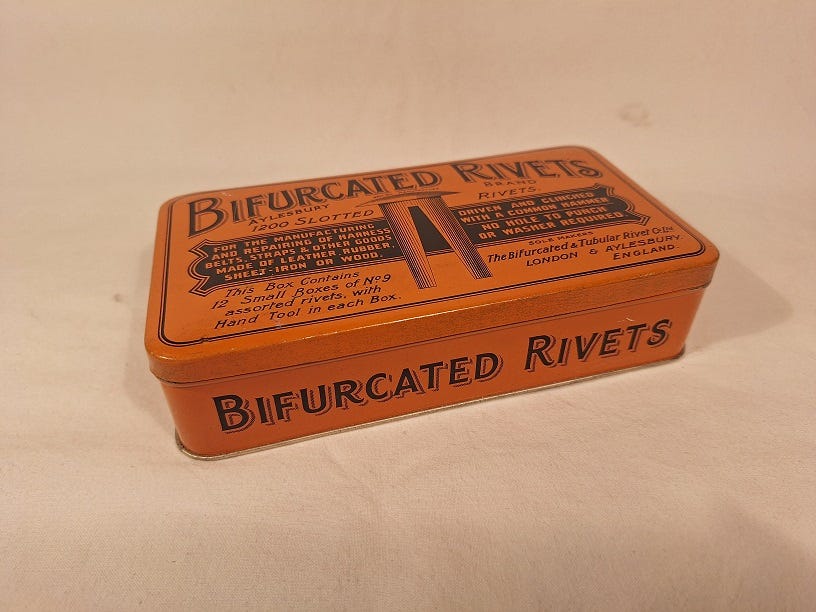 BIFURCATED RIVETS
AYLESBURY BRAND
1200 SLOTTED RIVETS.
FOR THE MANUFACTURING
AND REPAIRING OF HARNESS
BELTS, STRAPS & OTHER GOODS
MADE OF LEATHER RUBBER,
SHEET-IRON OR WOOD.
This Box Contains
12 Small Boxes of Nº9
assorted rivets, with
Hand Tool in each Box.
DRIVEN AND CLINCHED
WITH A COMMON HAMMER
NO HOLE TO PUNCH
OR WASHER REQUIRED.
SOLE MAKERS
The Bifurcated & Tubular Rivet Co. Ltd
LONDON & AYLESBURY.
ENGLAND.
BIFURCATED RIVETS